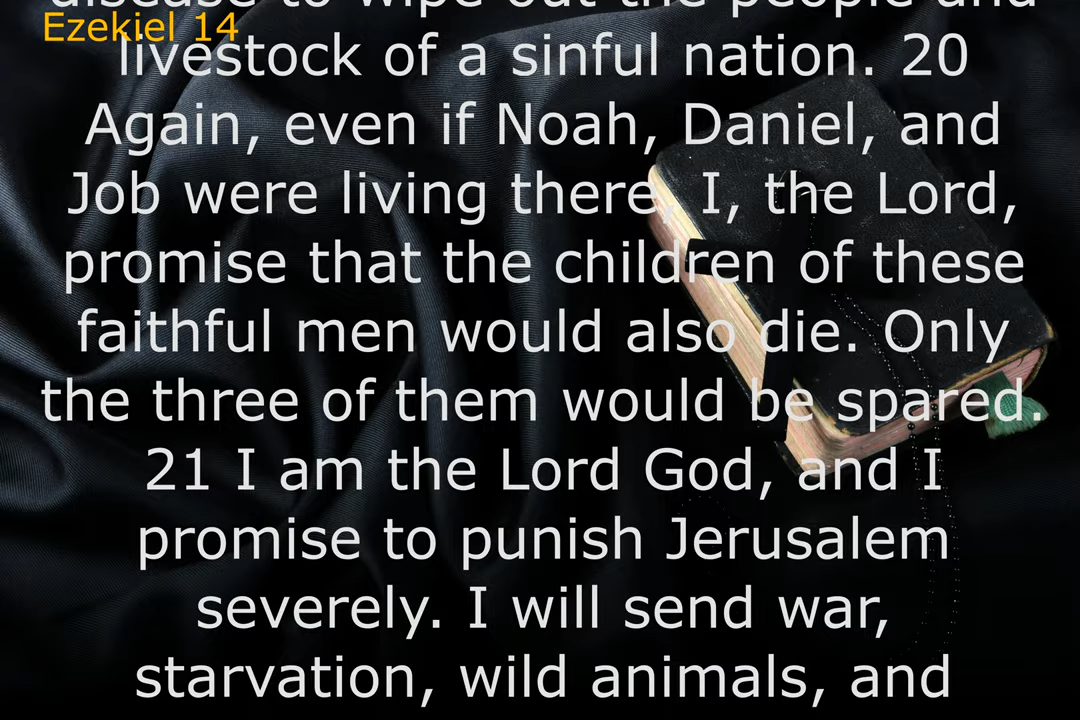 disease to wipe out the people and
Ezekiel 14
livestock of a sinful nation. 20
Again, even if Noah, Daniel, and
Job were living there, I, the Lord,
promise that the children of these
faithful men would also die. Only
the three of them would be spared.
21 I am the Lord God, and I
promise to punish Jerusalem
severely. I will send war,
starvation, wild animals, and